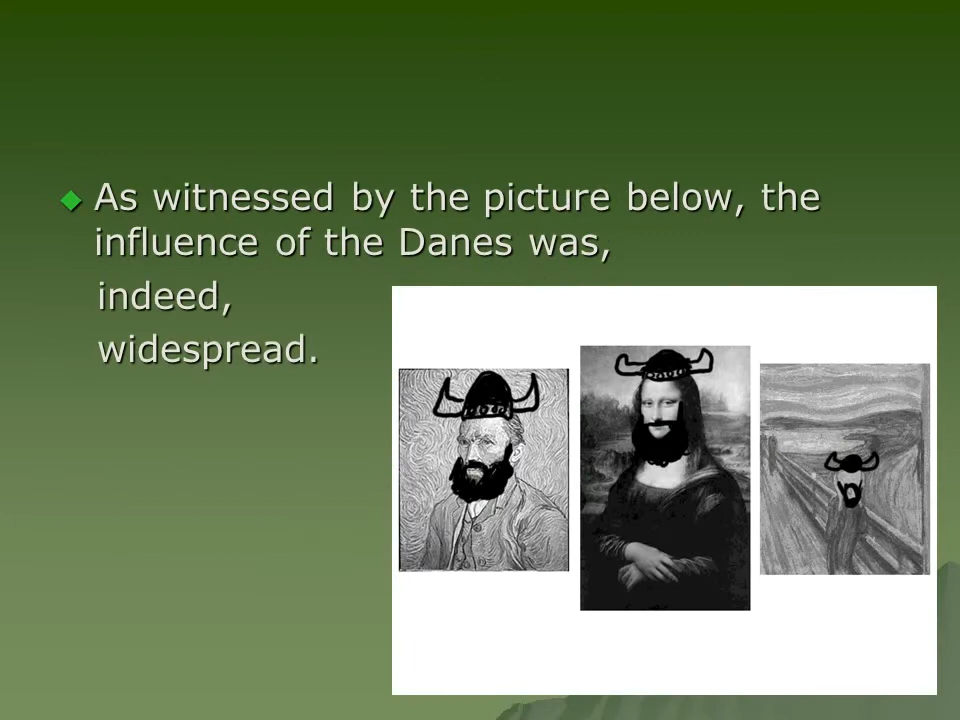 As witnessed by the picture below, the
influence of the Danes was,
indeed,
widespread.